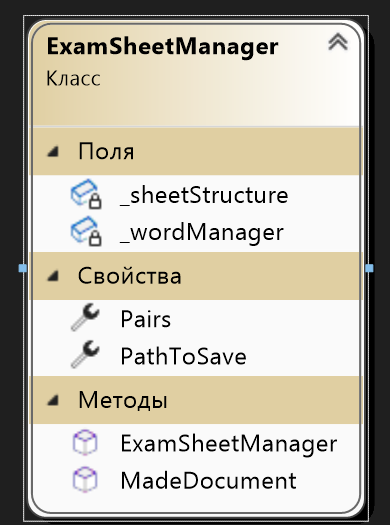 ExamSheetManager
Класс
Поля
_sheetStructure
_wordManager
Свойства
Pairs
PathToSave
Методы
ExamSheetManager
MadeDocument